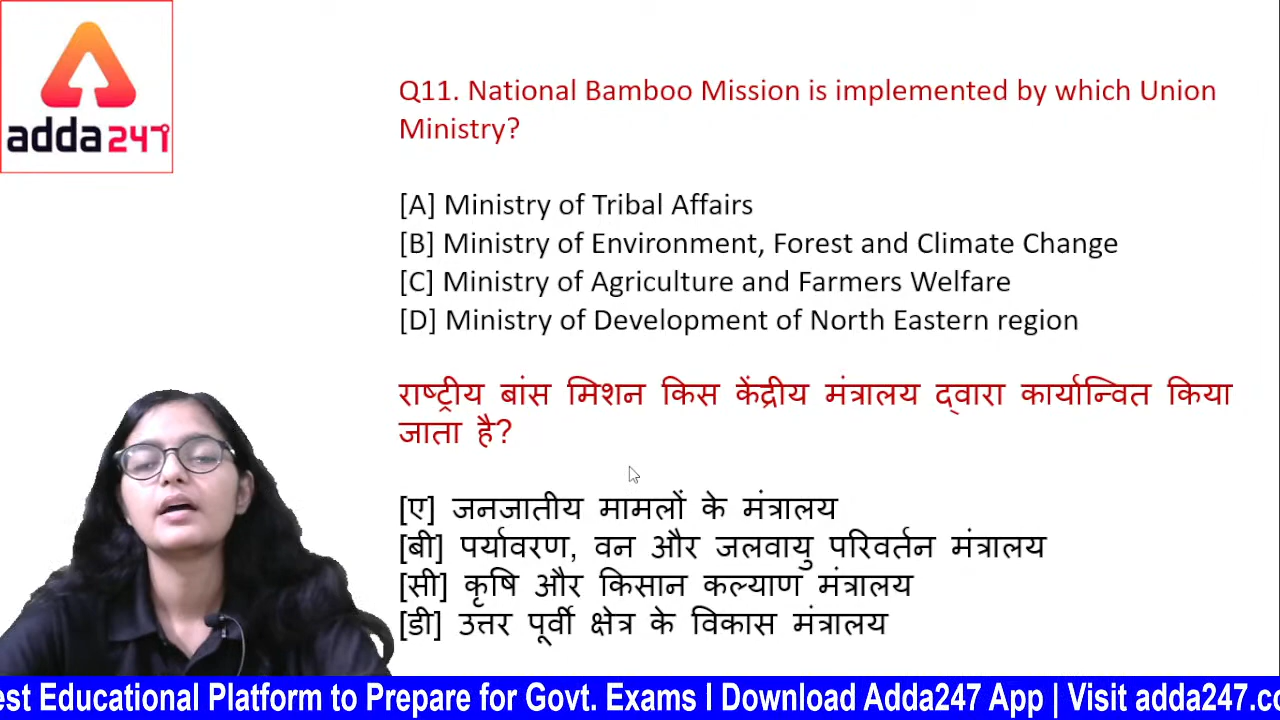 adda247
Q11. National Bamboo Mission is implemented by which Union
Ministry?
[A] Ministry of Tribal Affairs
[B] Ministry of Environment, Forest and Climate Change
[C] Ministry of Agriculture and Farmers Welfare
[D] Ministry of Development of North Eastern region
राष्ट्रीय बांस मिशन किस केंद्रीय मंत्रालय द्वारा कार्यान्वित किया
जाता है?
[ए] जनजातीय मामलों के मंत्रालय
[बी] पर्यावरण, वन और जलवायु परिवर्तन मंत्रालय
[सी] कृषि और किसान कल्याण मंत्रालय
[डी] उत्तर पूर्वी क्षेत्र के विकास मंत्रालय
est Educational Platform to Prepare for Govt. Exams I Download Adda247 App | Visit adda247.co